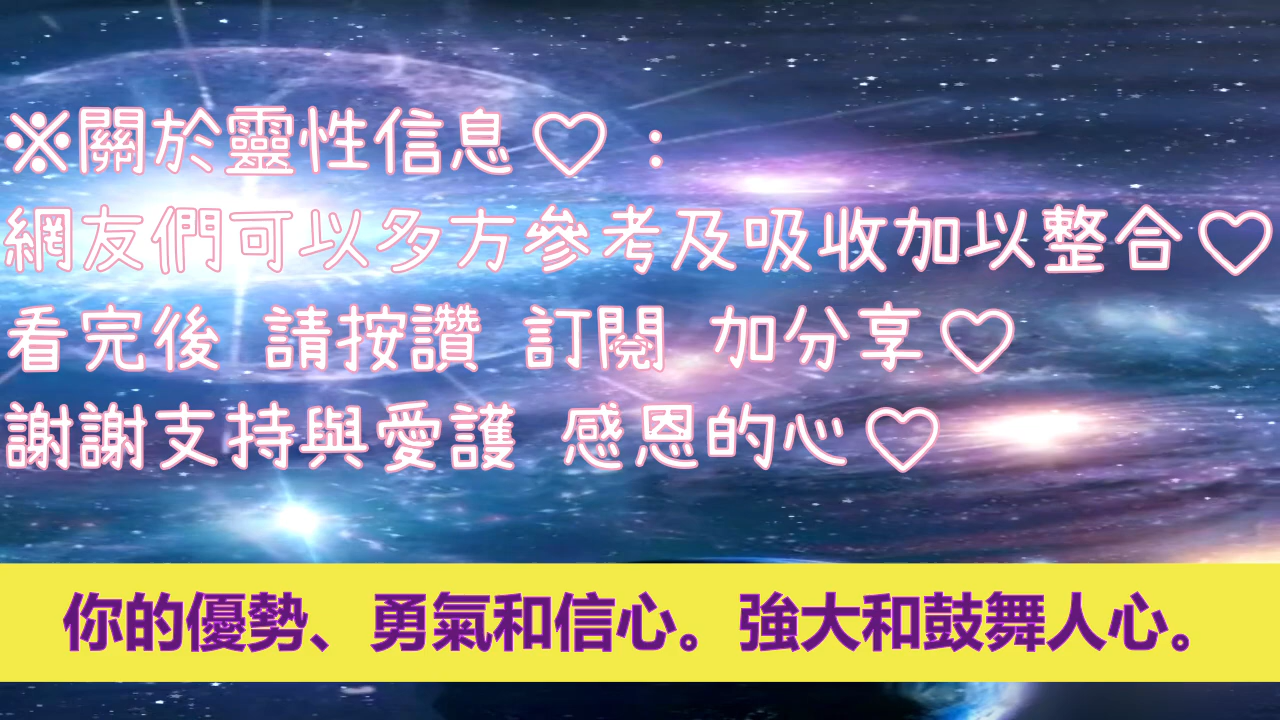 ※關於靈性信息♡：
網友們可以多方參考及吸收加以整合♡
看完後 請按讚 訂閱 加分享♡
謝謝支持與愛護 感恩的心♡
你的優勢、勇氣和信心。強大和鼓舞人心。